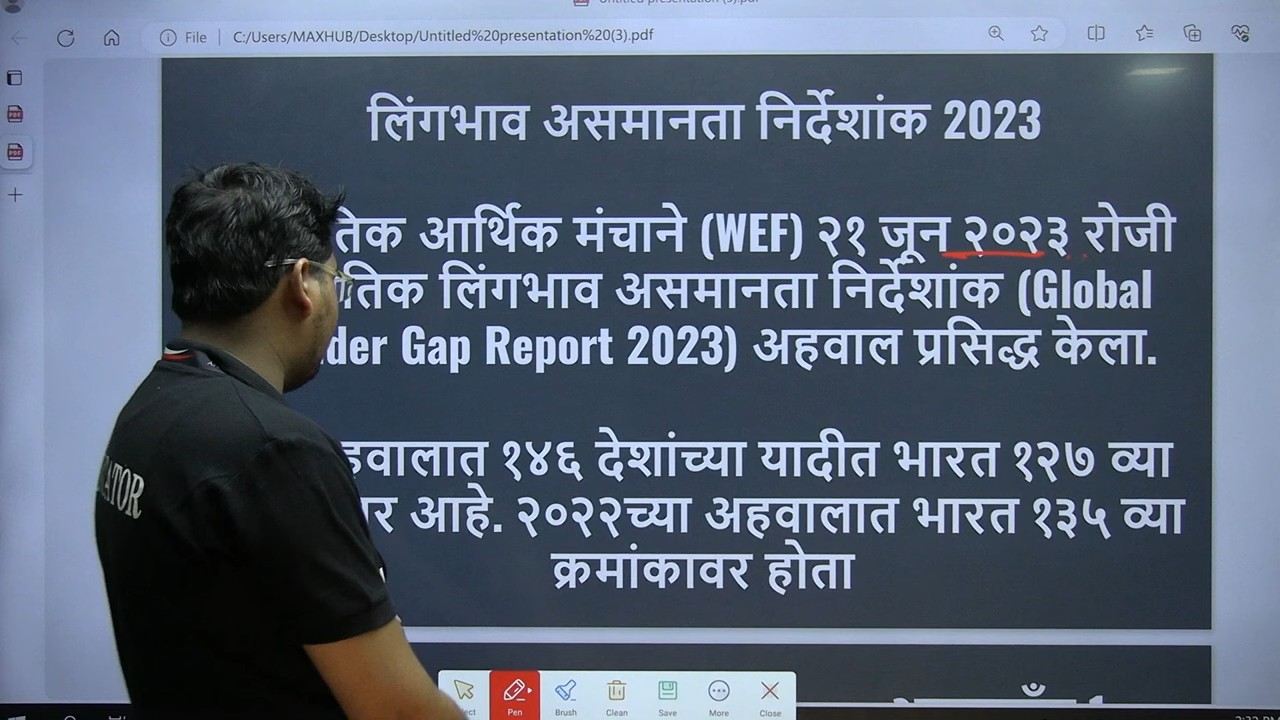 File C:/Users/MAXHUB/Desktop/Untitled%20presentation%20(3).pdf
लिंगभाव असमानता निर्देशांक 2023
आर्थिक मंचाने (WEF) २१ जून २०२३ रोजी
लिंगभाव असमानता निर्देशांक (Global
Gap Report 2023) अहवाल प्रसिद्ध केला.
१४६ देशांच्या यादीत भारत १२७ व्या
आहे. २०२२च्या अहवालात भारत १३५ व्या
क्रमांकावर होता
Pen Brush Clean Save More Close